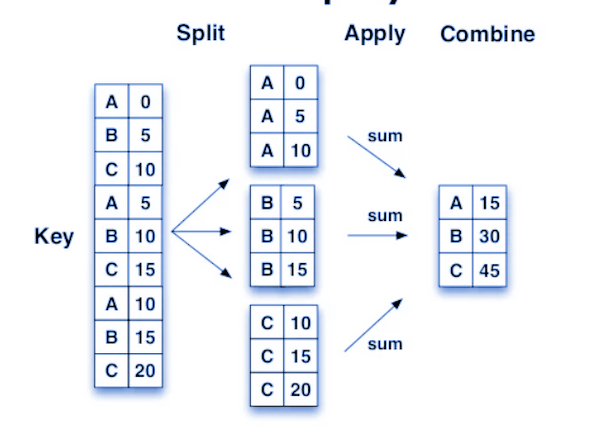 Split Apply Combine
Key
A 0
B 5
C 10
A 5
B 10
C 15
A 10
B 15
C 20
A 0
A 5
A 10
B 5
B 10
B 15
C 10
C 15
C 20
sum
sum
sum
A 15
B 30
C 45